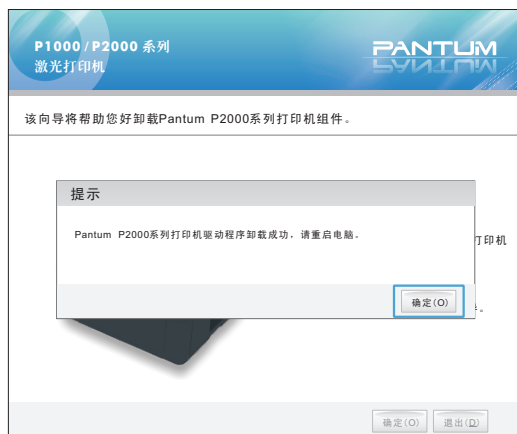 P1000/P2000 系列
激光打印机
PANTUM
该向导将帮助您好卸载Pantum P2000系列打印机组件。
提示
Pantum P2000系列打印机驱动程序卸载成功，请重启电脑。
打印机
确定(O)
。
确定(O) 退出(D)